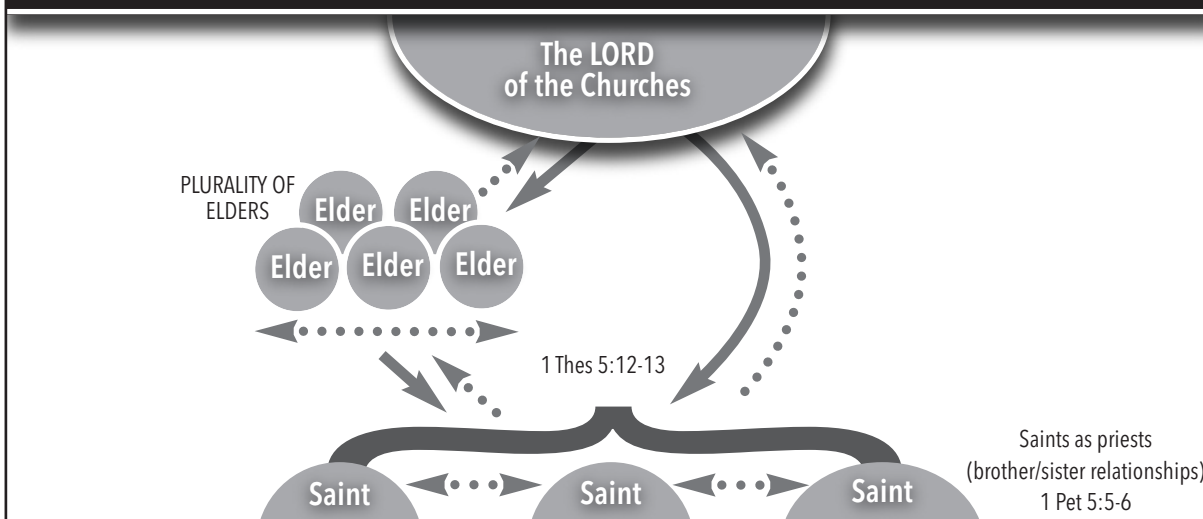 The LORD
of the Churches
PLURALITY OF
ELDERS
Elder Elder
Elder Elder Elder
1 Thes 5:12-13
Saints as priests
(brother/sister relationships)
1 Pet 5:5-6
Saint Saint Saint